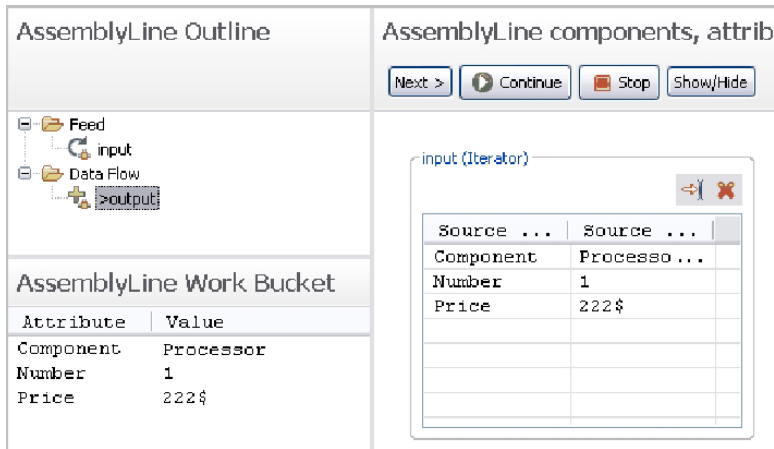 AssemblyLine Outline
Feed
input
Data Flow
>output
AssemblyLine Work Bucket
Attribute Value
Component Processor
Number 1
Price 222$
AssemblyLine components, attrib
Next > Continue Stop Show/Hide
input (Iterator)
Source ... Source ...
Component Processo...
Number 1
Price 222$